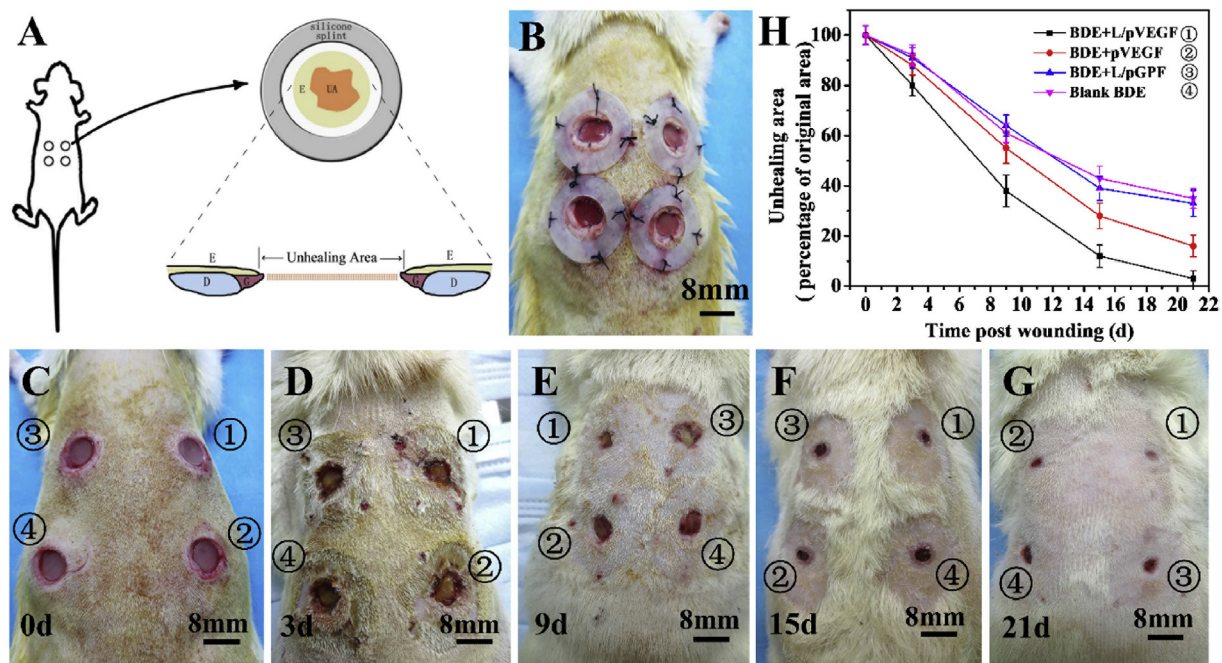 A
silicone
splint
E
UA
E
Unhealing Area
E
D
G
G
D
B
8mm
H
BDE+L/pVEGF ①
BDE+pVEGF ②
BDE+L/pGPF ③
Blank BDE ④
Unhealing area
( percentage of original area)
100
80
60
40
20
0
0 2 4 6 8 10 12 14 16 18 20 22
Time post wounding (d)
C
③ ①
④ ②
0d 8mm
D
③ ①
④ ②
3d 8mm
E
① ③
② ④
9d 8mm
F
③ ①
② ④
15d 8mm
G
② ①
④ ③
21d 8mm